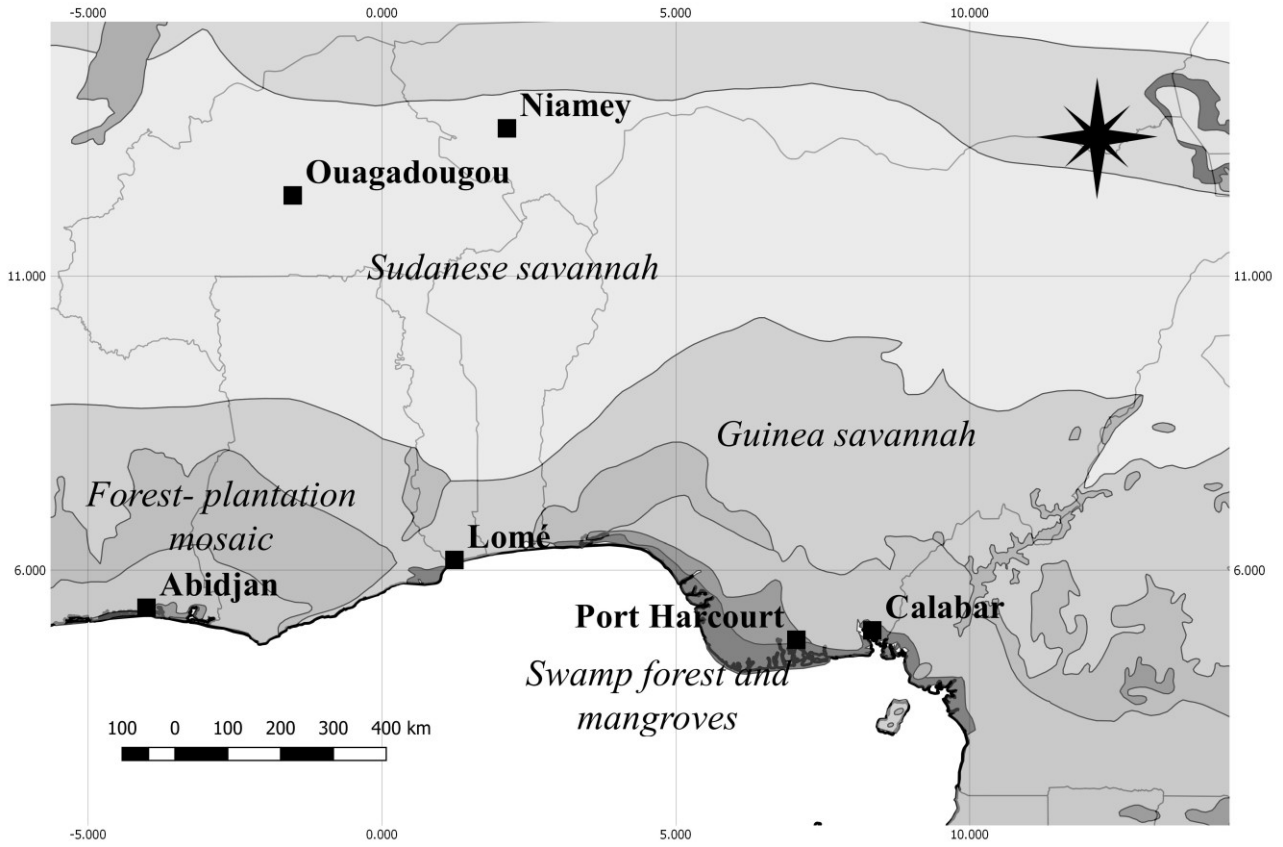 -5.000 0.000 5.000 10.000
Niamey
Ouagadougou
Sudanese savannah
11.000 11.000
Guinea savannah
Forest- plantation
mosaic
Lomé
6.000 6.000
Abidjan
Port Harcourt
Calabar
Swamp forest and
mangroves
100 0 100 200 300 400 km
-5.000 0.000 5.000 10.000